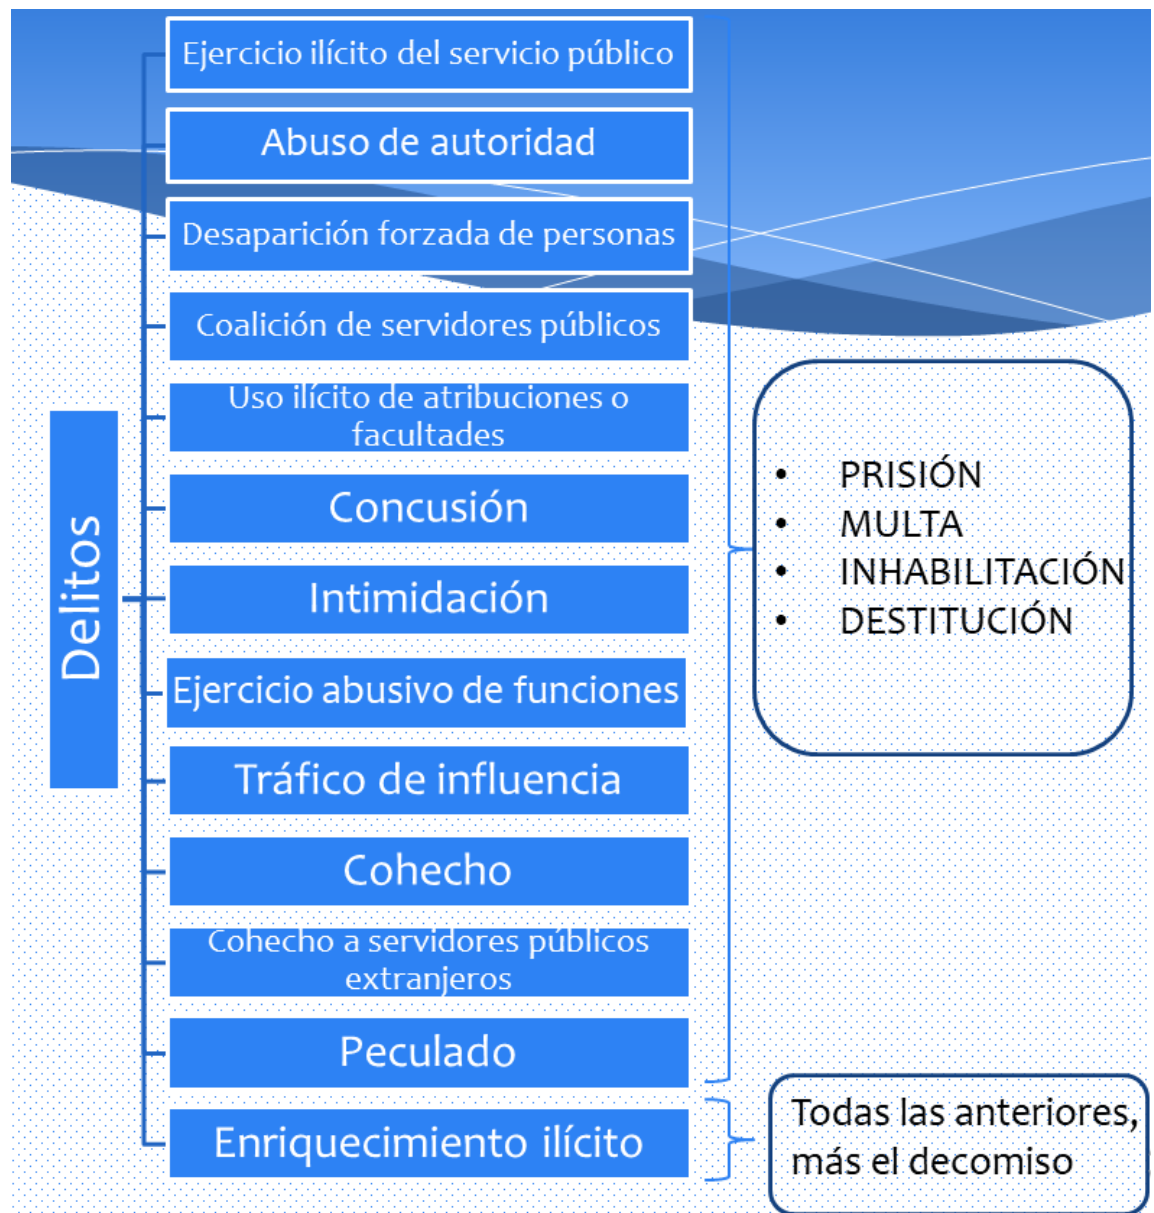 Delitos
Ejercicio ilícito del servicio público
Abuso de autoridad
Desaparición forzada de personas
Coalición de servidores públicos
Uso ilícito de atribuciones o
facultades
Concusión
Intimidación
Ejercicio abusivo de funciones
Tráfico de influencia
Cohecho
Cohecho a servidores públicos
extranjeros
Peculado
Enriquecimiento ilícito
• PRISIÓN
• MULTA
• INHABILITACIÓN
• DESTITUCIÓN
Todas las anteriores,
más el decomiso